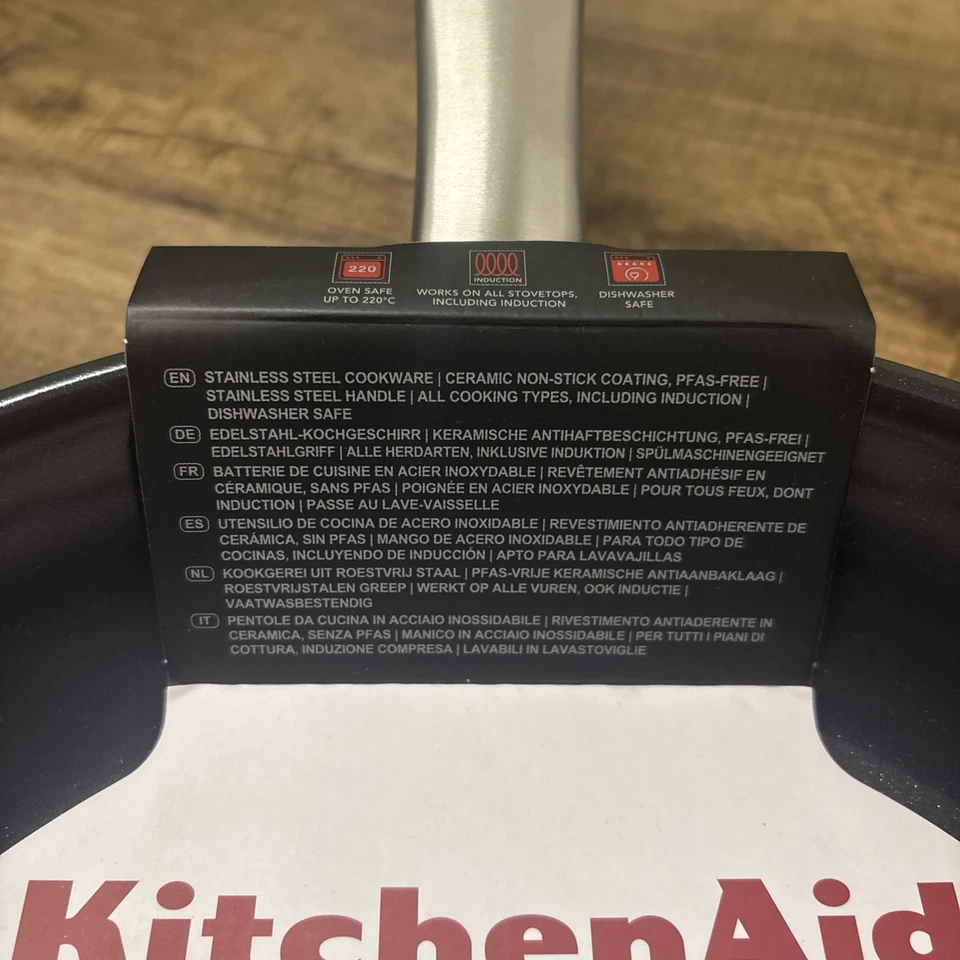 220
OVEN SAFE
UP TO 220°C
INDUCTION
WORKS ON ALL STOVETOPS,
INCLUDING INDUCTION
DISHWASHER
SAFE
EN STAINLESS STEEL COOKWARE | CERAMIC NON-STICK COATING, PFAS-FREE |
STAINLESS STEEL HANDLE | ALL COOKING TYPES, INCLUDING INDUCTION |
DISHWASHER SAFE
DE EDELSTAHL-KOCHGESCHIRR | KERAMISCHE ANTIHAFTBESCHICHTUNG, PFAS-FREI |
EDELSTAHLGRIFF | ALLE HERDARTEN, INKLUSIVE INDUKTION | SPÜLMASCHINENGEEIGNET
FR BATTERIE DE CUISINE EN ACIER INOXYDABLE | REVÊTEMENT ANTIADHÉSIF EN
CÉRAMIQUE, SANS PFAS | POIGNÉE EN ACIER INOXYDABLE | POUR TOUS FEUX, DONT
INDUCTION | PASSE AU LAVE-VAISSELLE
ES UTENSILIO DE COCINA DE ACERO INOXIDABLE | REVESTIMIENTO ANTIADHERENTE DE
CERÁMICA, SIN PFAS | MANGO DE ACERO INOXIDABLE | PARA TODO TIPO DE
COCINAS, INCLUYENDO DE INDUCCIÓN | APTO PARA LAVAVAJILLAS
NL KOOKGEREI UIT ROESTVRIJ STAAL | PFAS-VRIJE KERAMISCHE ANTIAANBAKLAAG |
ROESTVRIJSTALEN GREEP | WERKT OP ALLE VUREN, OOK INDUCTIE |
VAATWASBESTENDIG
IT PENTOLE DA CUCINA IN ACCIAIO INOSSIDABILE | RIVESTIMENTO ANTIADERENTE IN
CERAMICA, SENZA PFAS | MANICO IN ACCIAIO INOSSIDABILE | PER TUTTI I PIANI DI
COTTURA, INDUZIONE COMPRESA | LAVABILI IN LAVASTOVIGLIE
KitchenAid